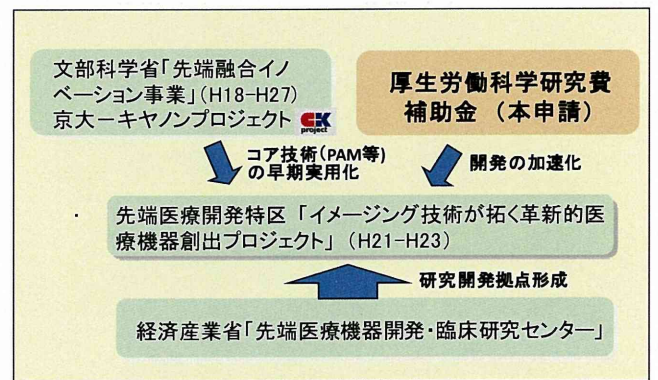 文部科学省「先端融合イノ
ベーション事業」(H18-H27)
京大－キヤノンプロジェクト
CK
project
厚生労働科学研究費
補助金 （本申請）
コア技術(PAM等)
の早期実用化
開発の加速化
先端医療開発特区 「イメージング技術が拓く革新的医
療機器創出プロジェクト」 (H21-H23)
研究開発拠点形成
経済産業省「先端医療機器開発・臨床研究センター」